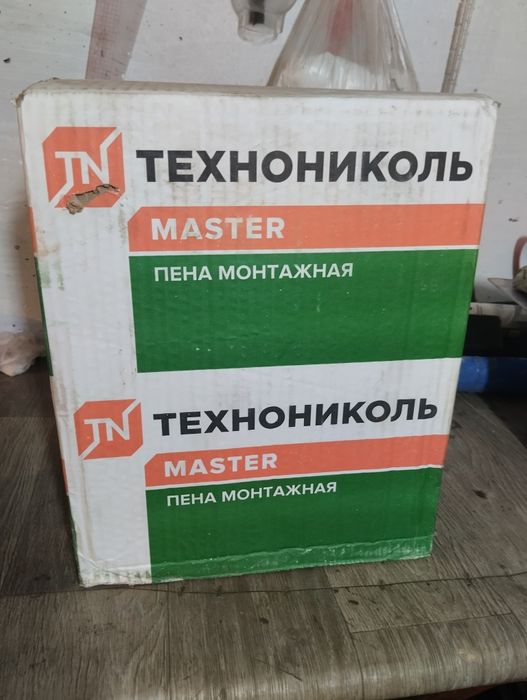 TN ТЕХНОНИКОЛЬ
MASTER
ПЕНА МОНТАЖНАЯ
TN ТЕХНОНИКОЛЬ
MASTER
ПЕНА МОНТАЖНАЯ